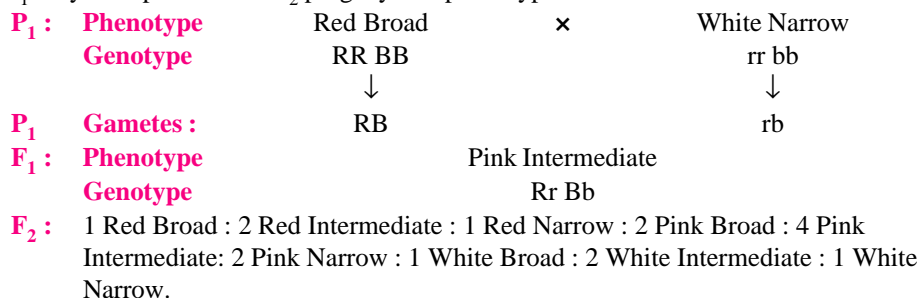 P₁ : Phenotype Red Broad × White Narrow
Genotype RR BB rr bb
↓ ↓
P₁ Gametes : RB rb
F₁ : Phenotype Pink Intermediate
Genotype Rr Bb
F₂ : 1 Red Broad : 2 Red Intermediate : 1 Red Narrow : 2 Pink Broad : 4 Pink
Intermediate: 2 Pink Narrow : 1 White Broad : 2 White Intermediate : 1 White
Narrow.